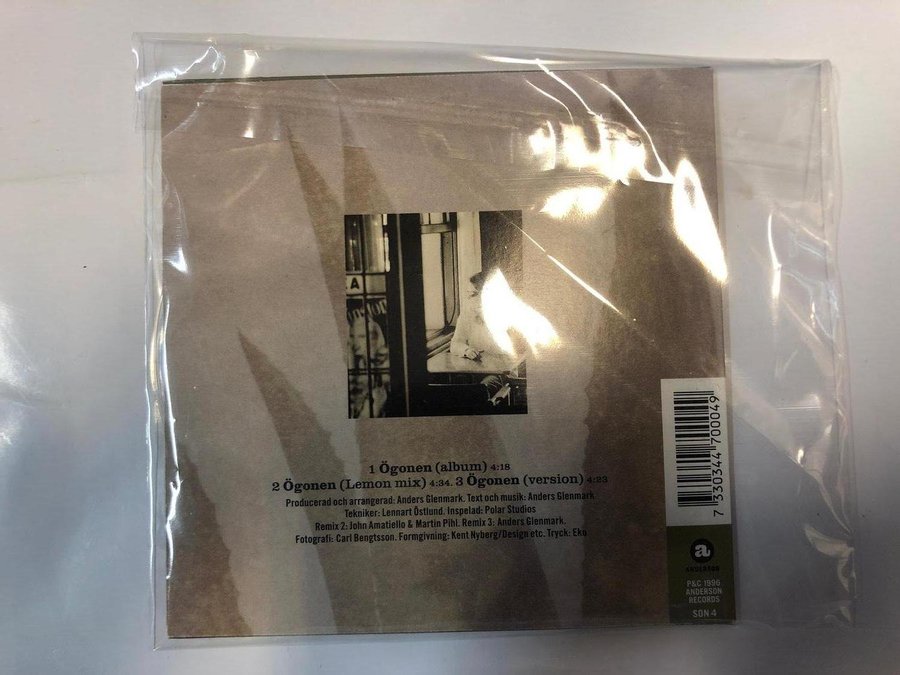 A
1 Ögonen (album) 4:18
2 Ögonen (Lemon mix) 4:34. 3 Ögonen (version) 4:23
Producerad och arrangerad: Anders Glenmark. Text och musik: Anders Glenmark
Tekniker: Lennart Östlund. Inspelad: Polar Studios
Remix 2: John Amatiello & Martin Pihl. Remix 3: Anders Glenmark.
Fotografi: Carl Bengtsson. Formgivning: Kent Nyberg/Design etc. Tryck: Eko
7 330344 700049
a
ANDERSON
P&C 1996
ANDERSON
RECORDS
SON 4